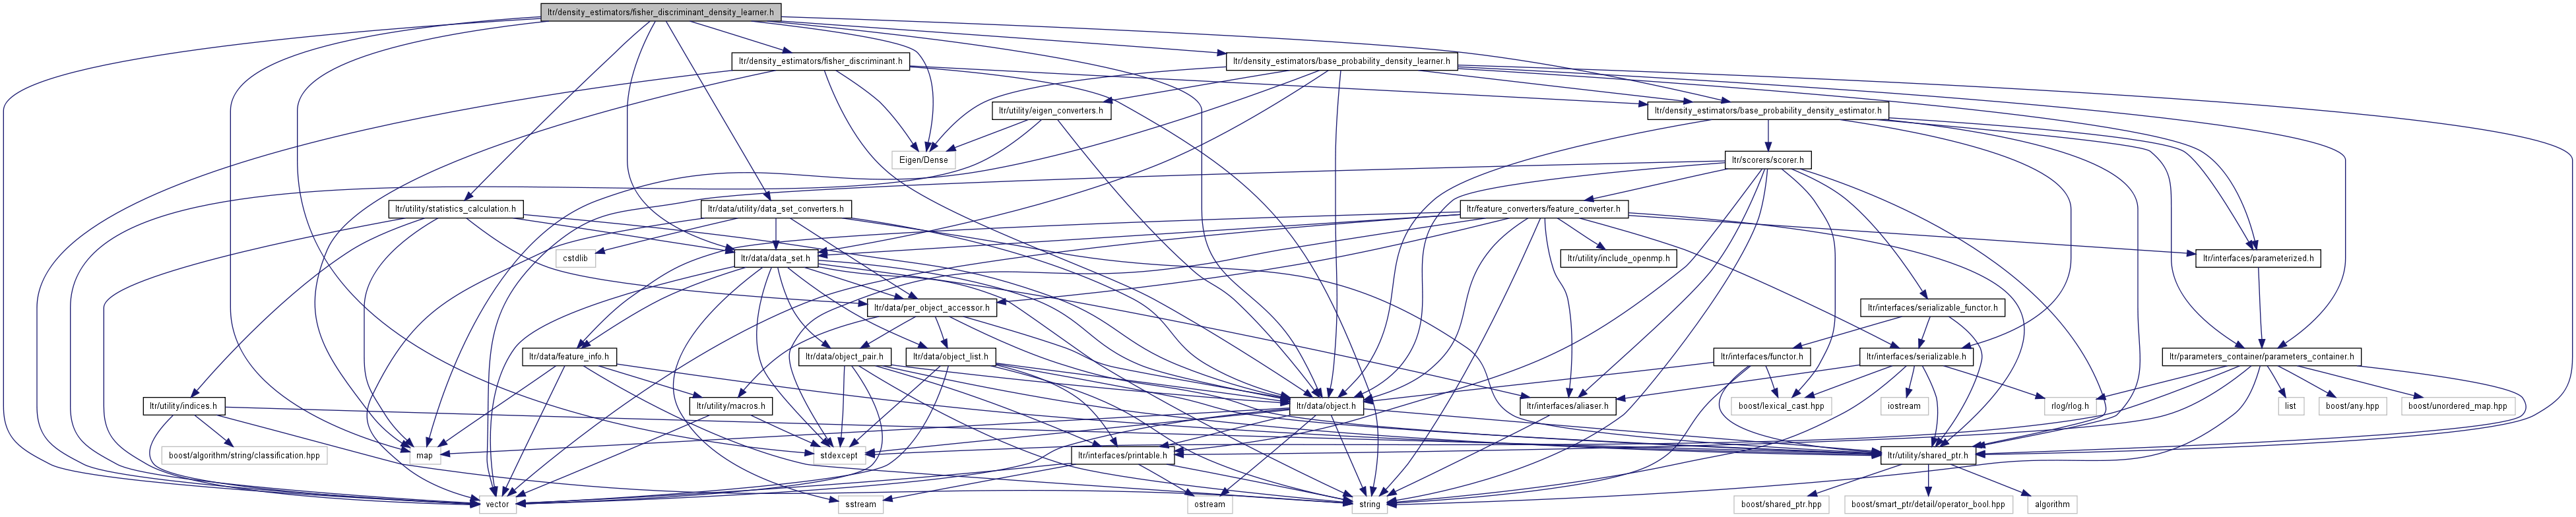 ltr/density_estimators/fisher_discriminant_density_learner.h
ltr/density_estimators/fisher_discriminant.h
ltr/density_estimators/base_probability_density_learner.h
ltr/utility/eigen_converters.h
ltr/density_estimators/base_probability_density_estimator.h
Eigen/Dense
ltr/scorers/scorer.h
ltr/utility/statistics_calculation.h
ltr/data/utility/data_set_converters.h
ltr/feature_converters/feature_converter.h
cstdlib
ltr/data/data_set.h
ltr/utility/include_openmp.h
ltr/interfaces/parameterized.h
ltr/data/per_object_accessor.h
ltr/interfaces/serializable_functor.h
ltr/data/feature_info.h
ltr/data/object_pair.h
ltr/data/object_list.h
ltr/interfaces/functor.h
ltr/interfaces/serializable.h
ltr/parameters_container/parameters_container.h
ltr/utility/indices.h
ltr/utility/macros.h
ltr/data/object.h
ltr/interfaces/aliaser.h
boost/lexical_cast.hpp
iostream
rlog/rlog.h
list
boost/any.hpp
boost/unordered_map.hpp
boost/algorithm/string/classification.hpp
map
stdexcept
ltr/interfaces/printable.h
ltr/utility/shared_ptr.h
vector
sstream
ostream
string
boost/shared_ptr.hpp
boost/smart_ptr/detail/operator_bool.hpp
algorithm